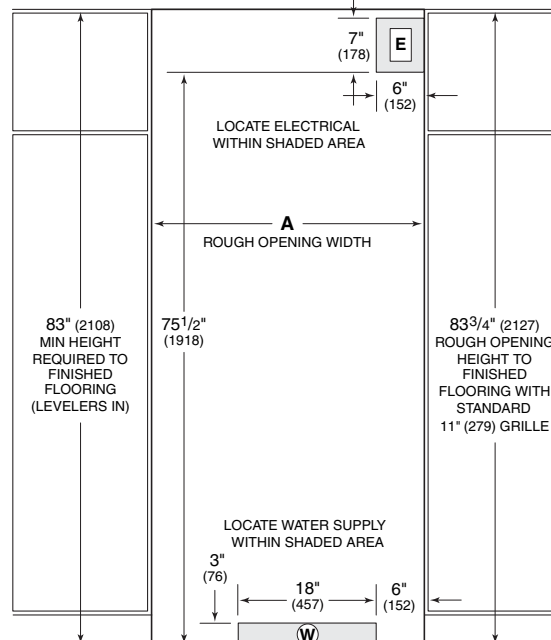 7"
(178)
E
6"
(152)
LOCATE ELECTRICAL
WITHIN SHADED AREA
A
ROUGH OPENING WIDTH
83" (2108)
MIN HEIGHT
REQUIRED TO
FINISHED
FLOORING
(LEVELERS IN)
75 1/2"
(1918)
83 3/4" (2127)
ROUGH OPENING
HEIGHT TO
FINISHED
FLOORING WITH
STANDARD
11" (279) GRILLE
LOCATE WATER SUPPLY
WITHIN SHADED AREA
3"
(76)
18"
(457)
6"
(152)
W